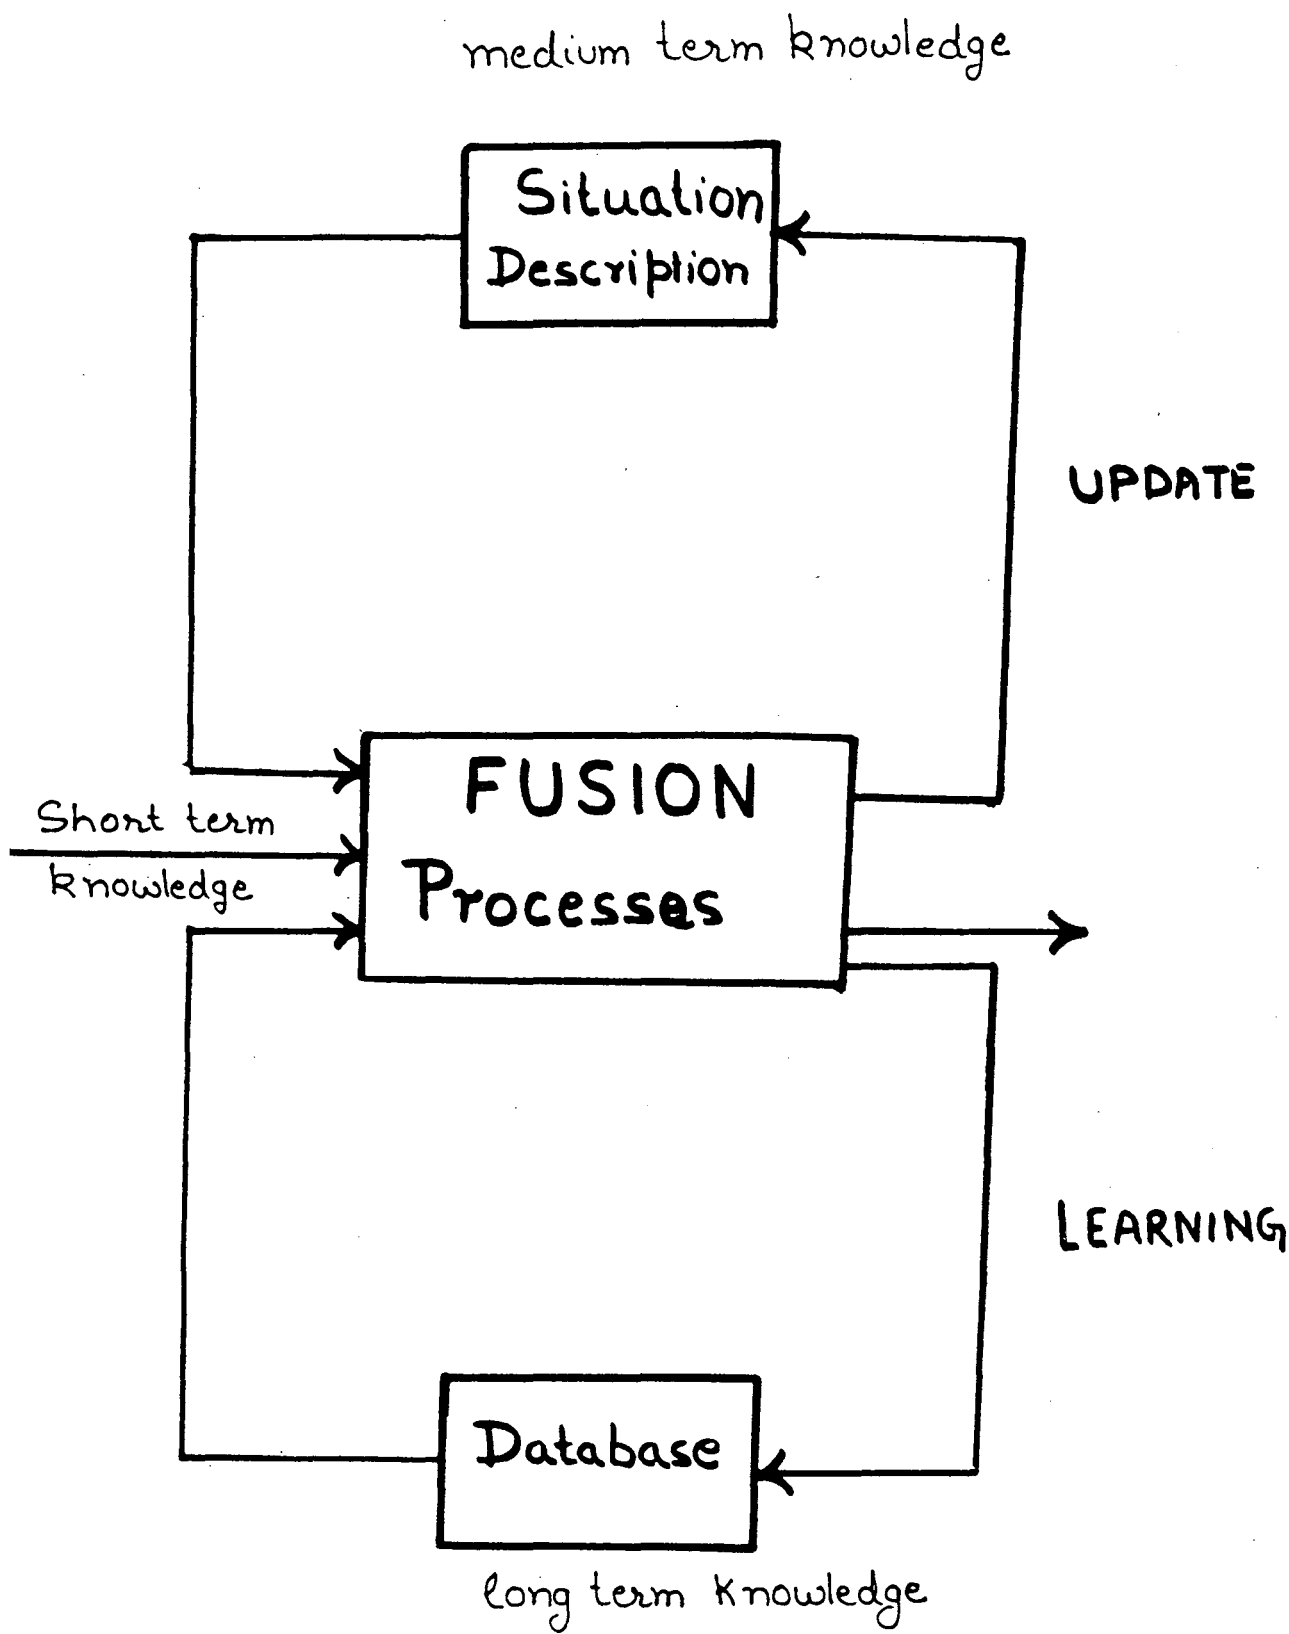 medium term knowledge
Situation
Description
UPDATE
FUSION
Processes
Short term
knowledge
LEARNING
Database
long term knowledge